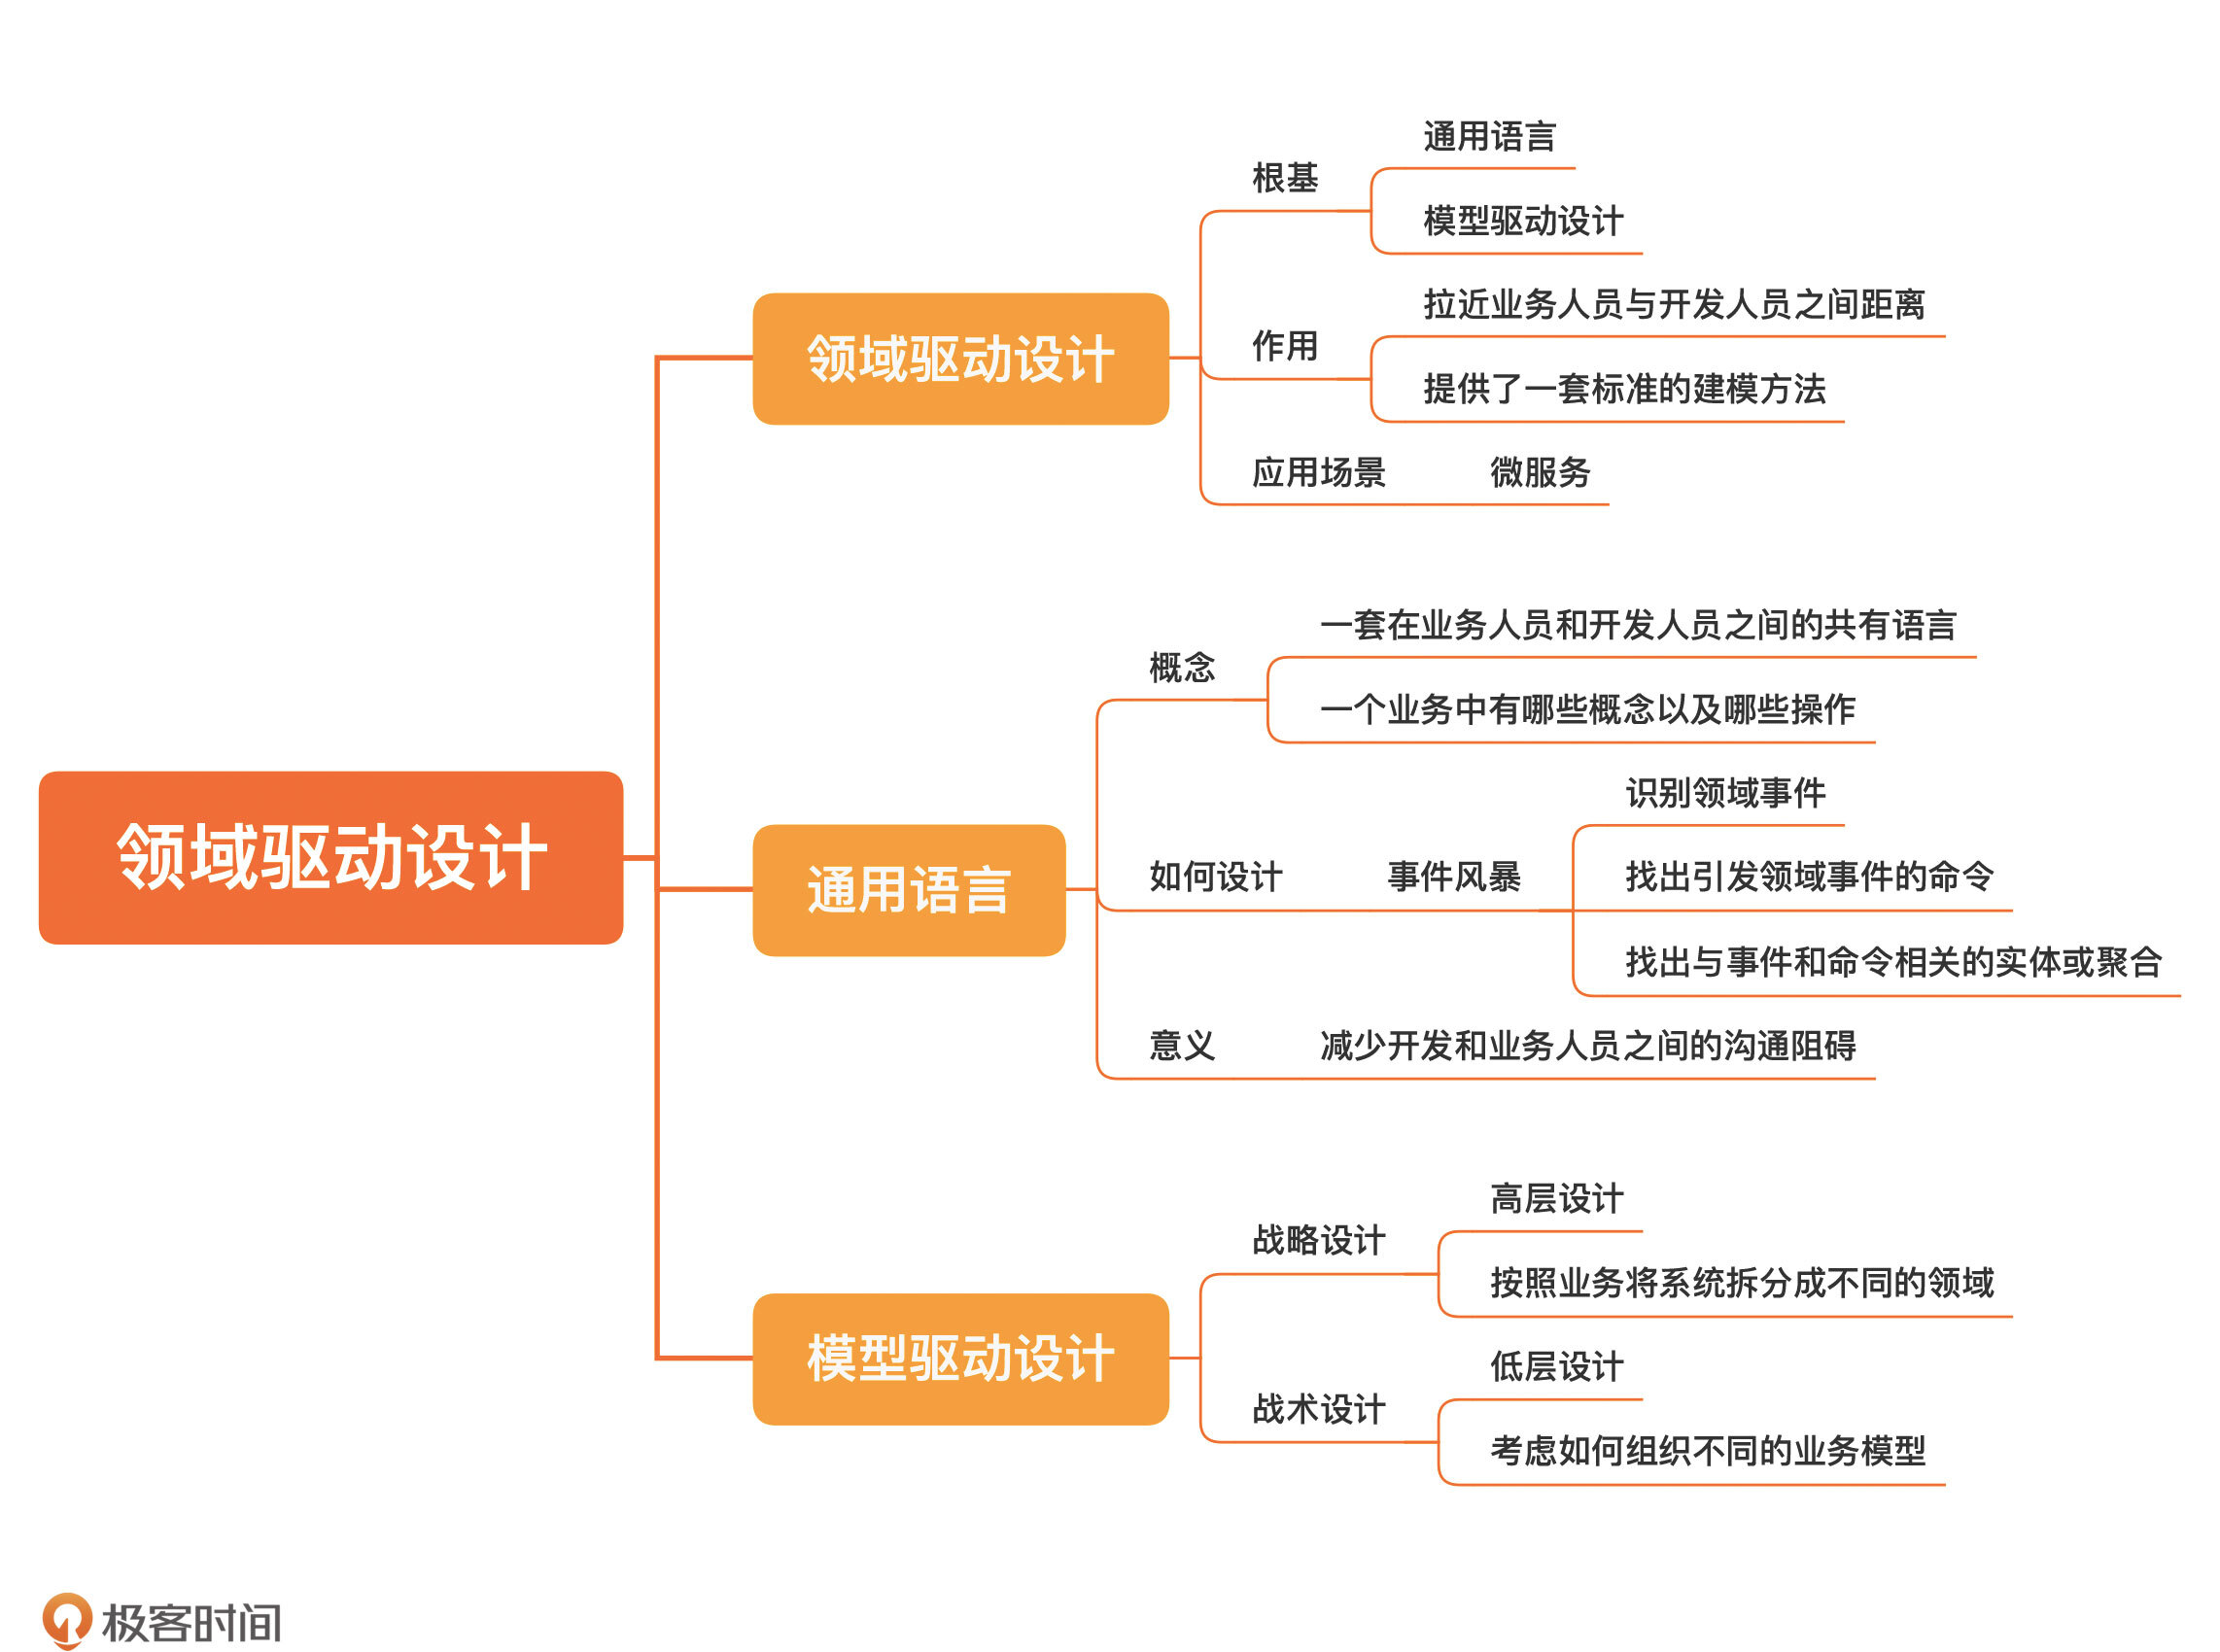 领域驱动设计
领域驱动设计
根基
通用语言
模型驱动设计
作用
拉近业务人员与开发人员之间距离
提供了一套标准的建模方法
应用场景
微服务
通用语言
概念
一套在业务人员和开发人员之间的共有语言
一个业务中有哪些概念以及哪些操作
如何设计
事件风暴
识别领域事件
找出引发领域事件的命令
找出与事件和命令相关的实体或聚合
意义
减少开发和业务人员之间的沟通阻碍
模型驱动设计
战略设计
高层设计
按照业务将系统拆分成不同的领域
战术设计
低层设计
考虑如何组织不同的业务模型
极客时间